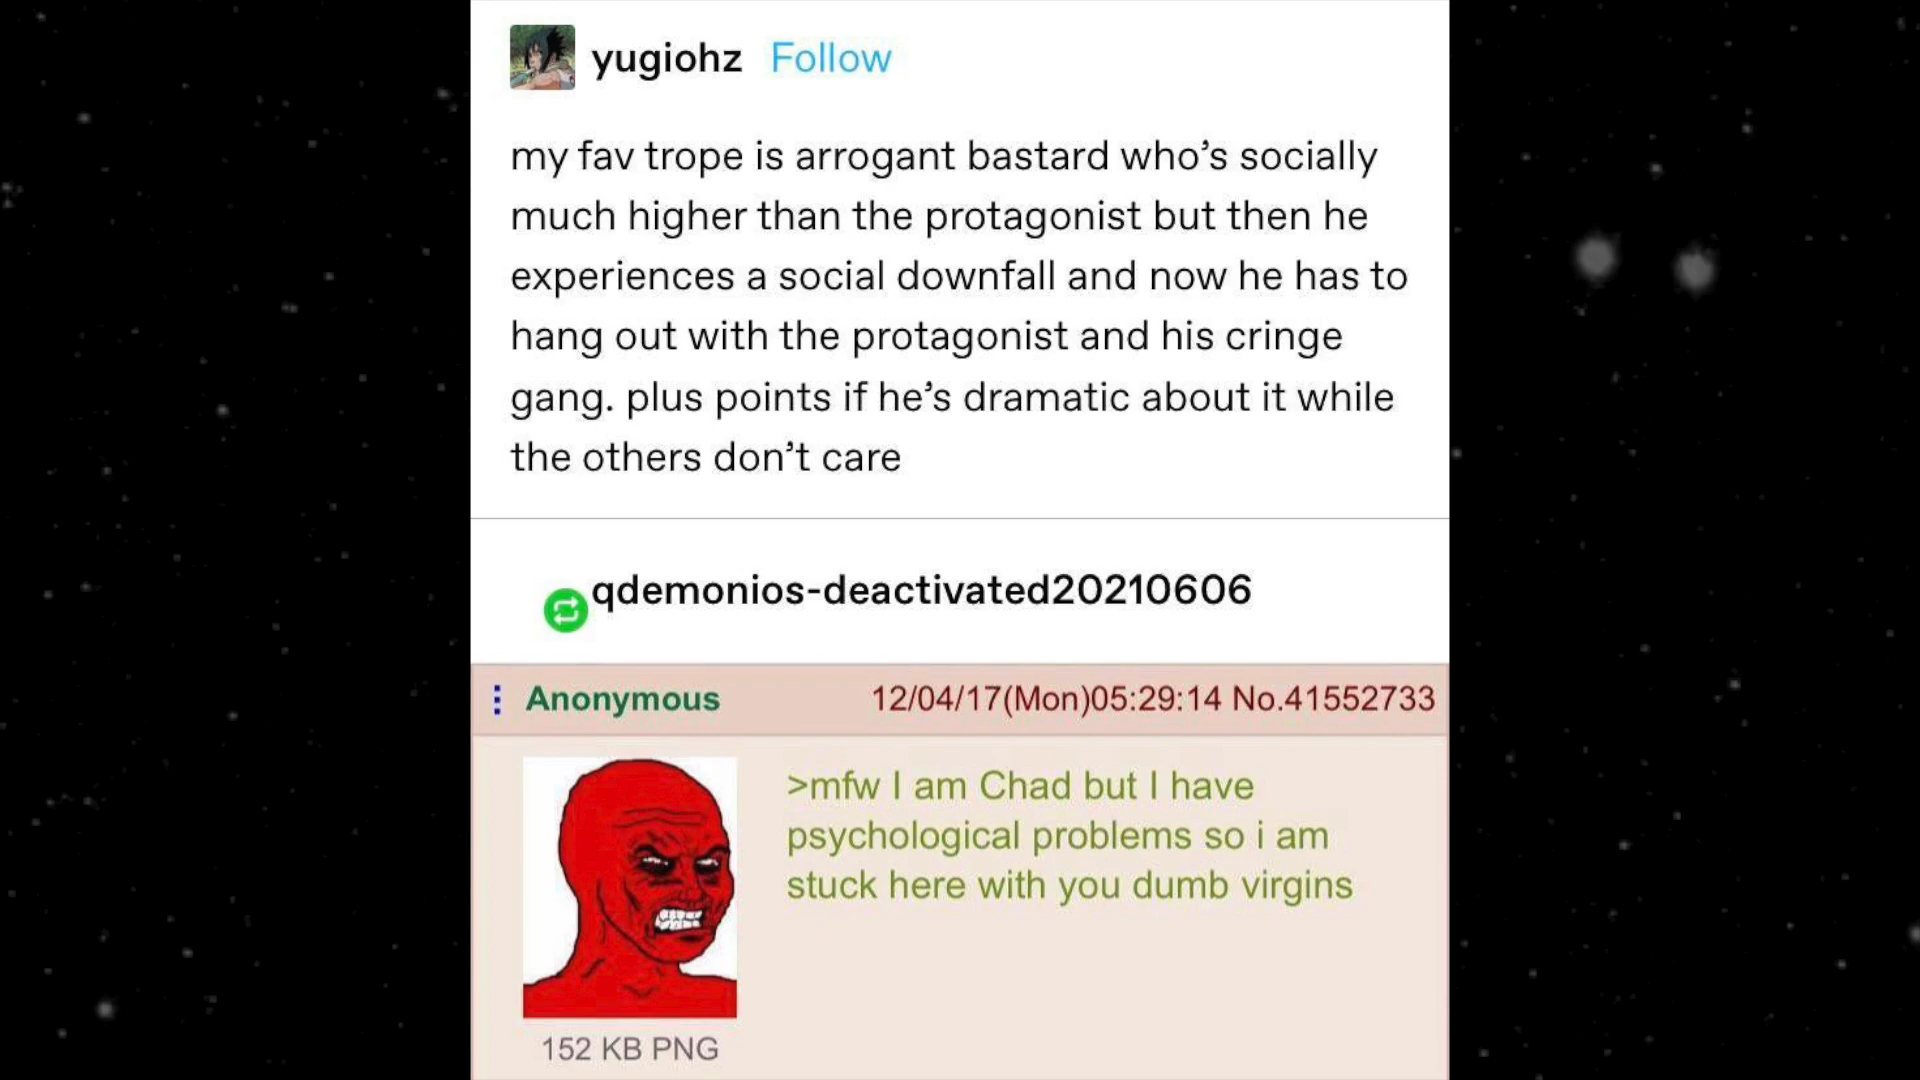 yugiohz Follow
my fav trope is arrogant bastard who’s socially
much higher than the protagonist but then he
experiences a social downfall and now he has to
hang out with the protagonist and his cringe
gang. plus points if he’s dramatic about it while
the others don’t care
qdemonios-deactivated20210606
Anonymous 12/04/17(Mon)05:29:14 No.41552733
>mfw I am Chad but I have
psychological problems so i am
stuck here with you dumb virgins
152 KB PNG